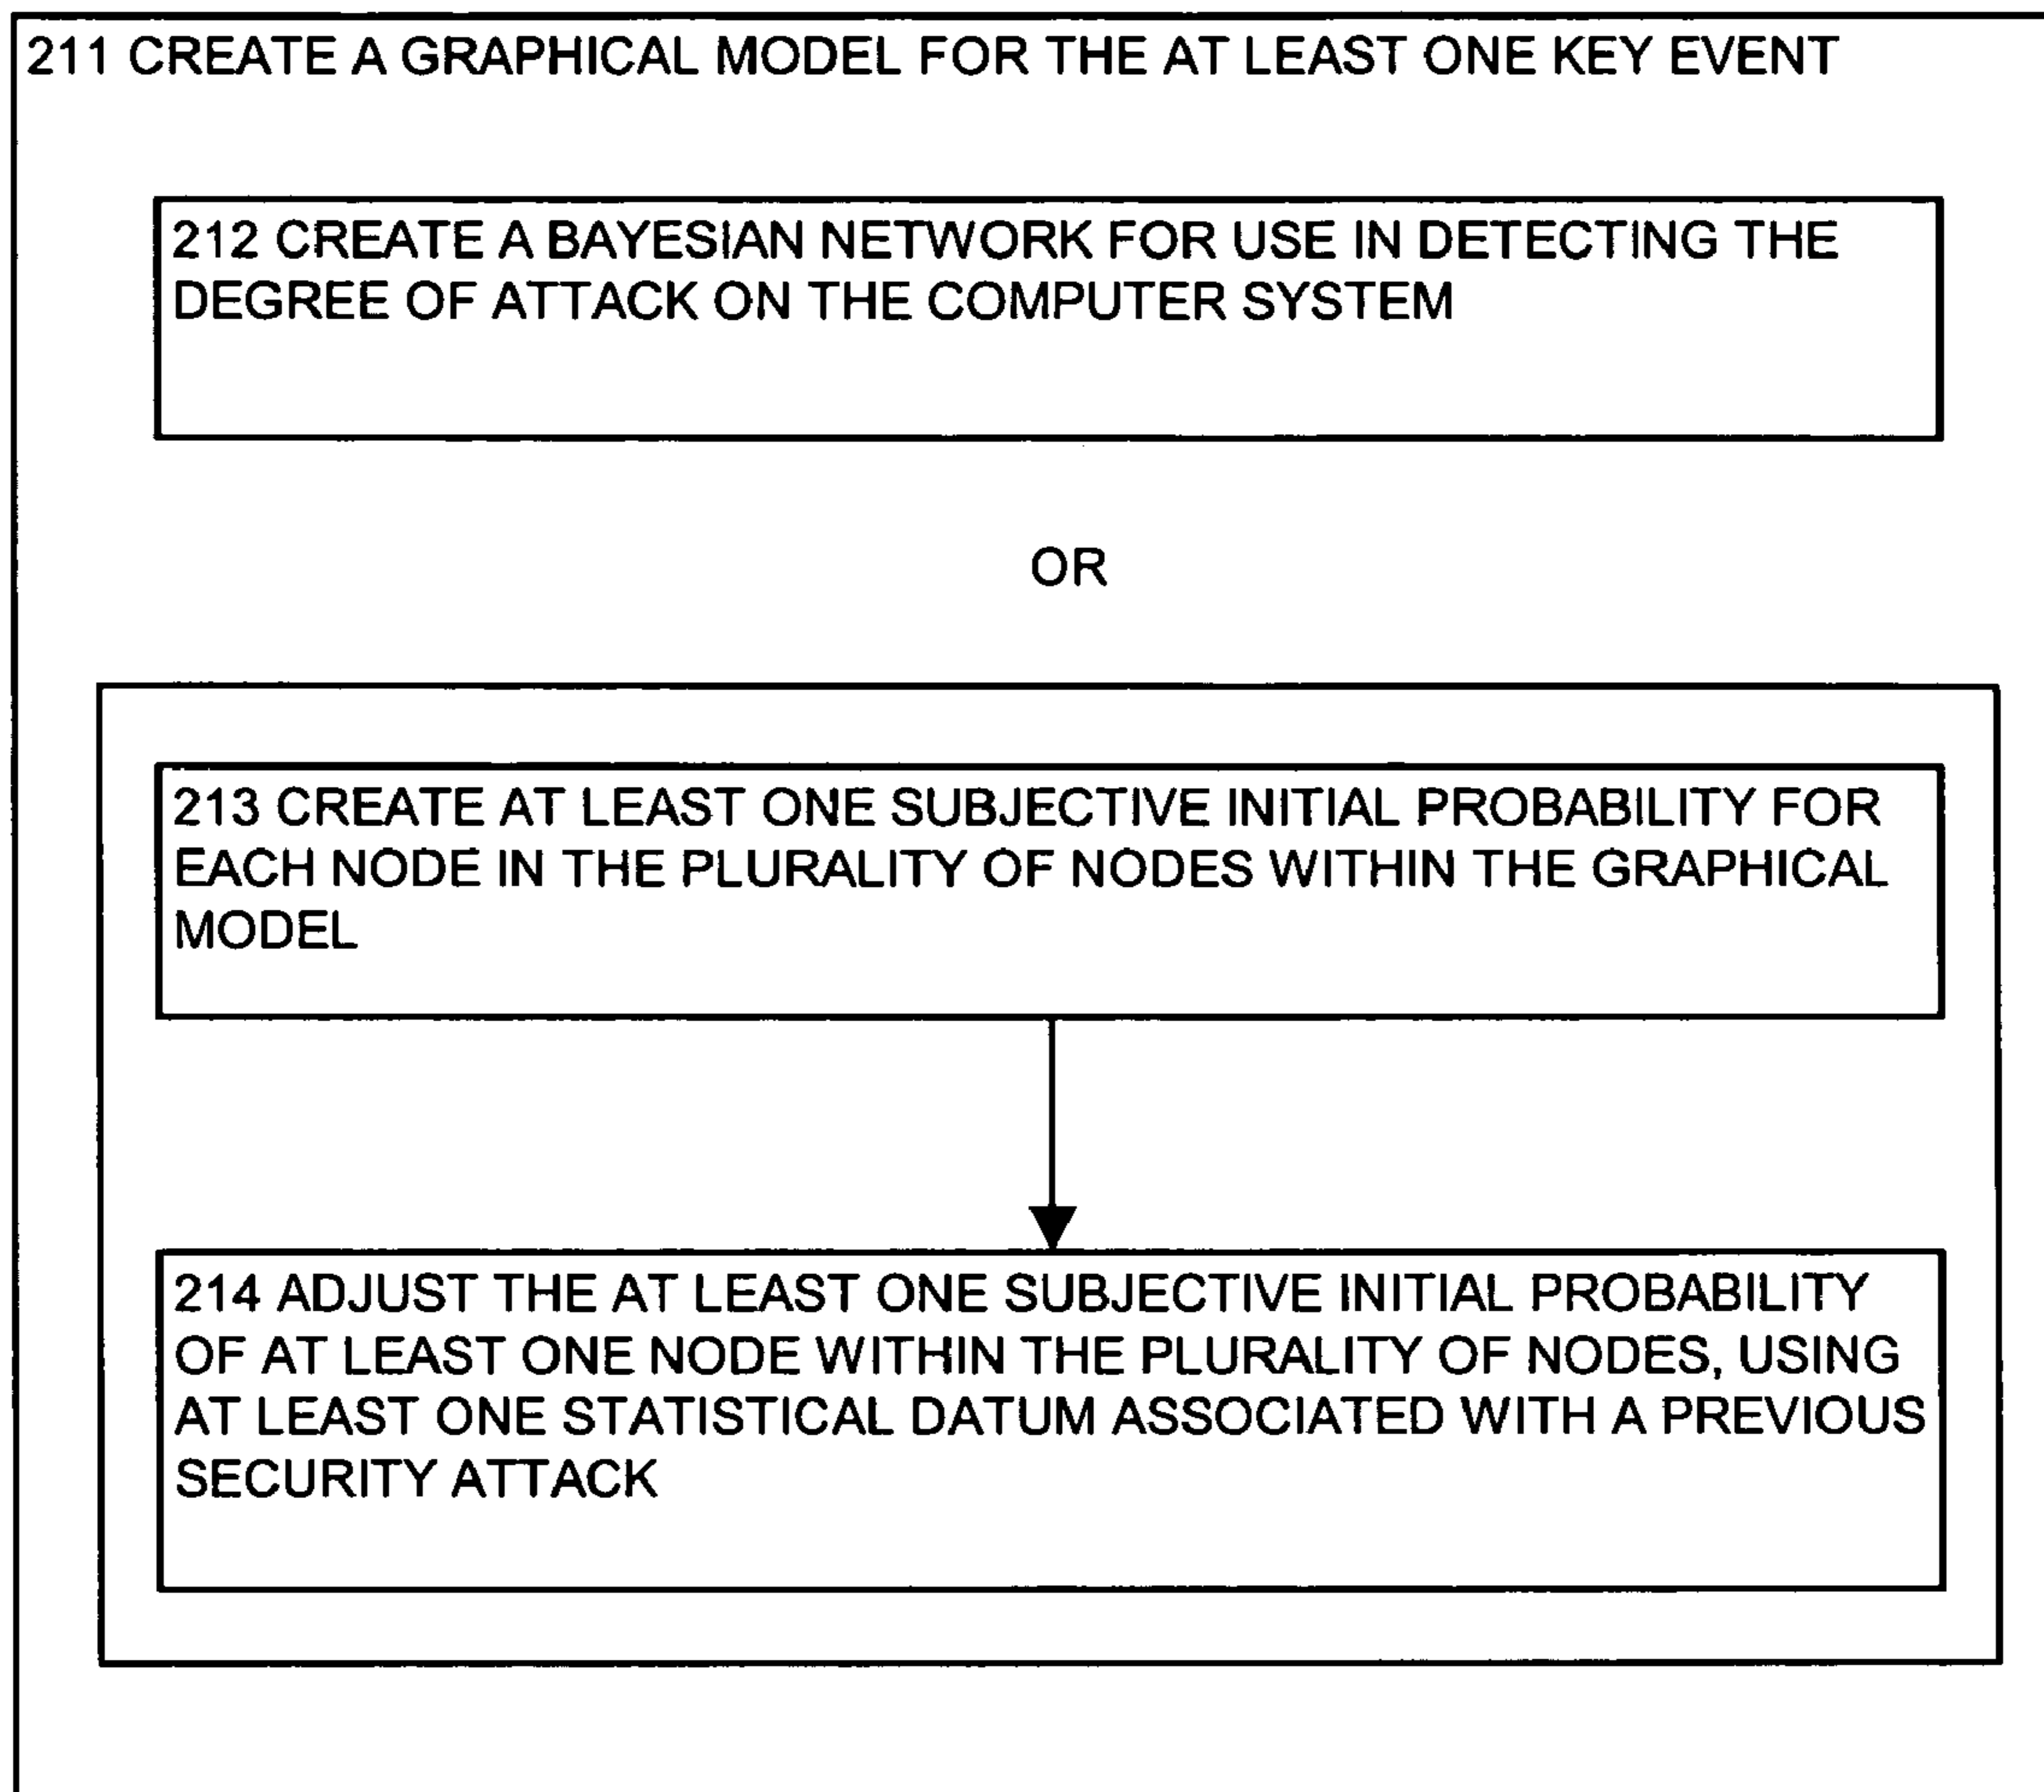 211 CREATE A GRAPHICAL MODEL FOR THE AT LEAST ONE KEY EVENT
212 CREATE A BAYESIAN NETWORK FOR USE IN DETECTING THE
DEGREE OF ATTACK ON THE COMPUTER SYSTEM
OR
213 CREATE AT LEAST ONE SUBJECTIVE INITIAL PROBABILITY FOR
EACH NODE IN THE PLURALITY OF NODES WITHIN THE GRAPHICAL
MODEL
214 ADJUST THE AT LEAST ONE SUBJECTIVE INITIAL PROBABILITY
OF AT LEAST ONE NODE WITHIN THE PLURALITY OF NODES, USING
AT LEAST ONE STATISTICAL DATUM ASSOCIATED WITH A PREVIOUS
SECURITY ATTACK